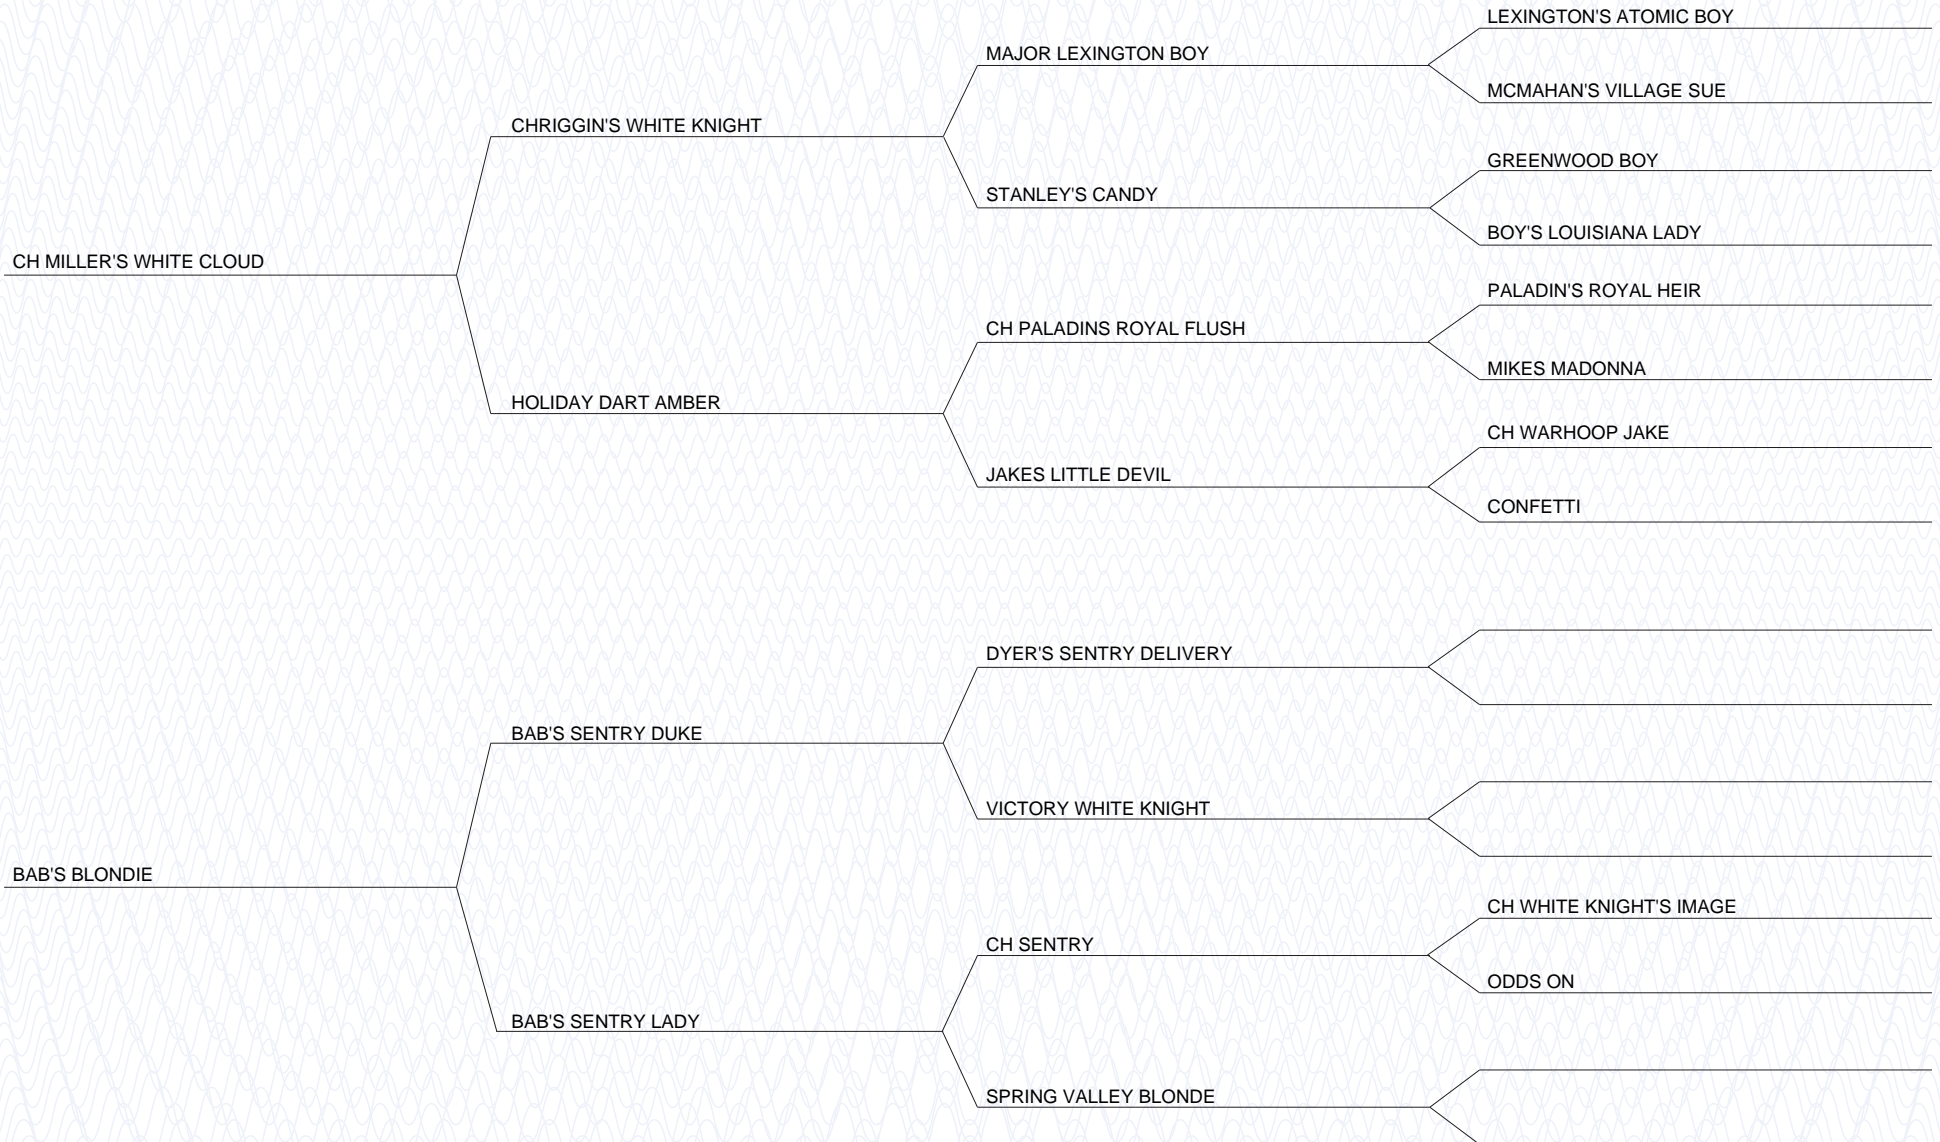 LEXINGTON'S ATOMIC BOY
MAJOR LEXINGTON BOY
MCMAHAN'S VILLAGE SUE
CHRIGGIN'S WHITE KNIGHT
GREENWOOD BOY
STANLEY'S CANDY
BOY'S LOUISIANA LADY
CH MILLER'S WHITE CLOUD
PALADIN'S ROYAL HEIR
CH PALADINS ROYAL FLUSH
MIKES MADONNA
HOLIDAY DART AMBER
CH WARHOOP JAKE
JAKES LITTLE DEVIL
CONFETTI
DYER'S SENTRY DELIVERY
BAB'S SENTRY DUKE
VICTORY WHITE KNIGHT
BAB'S BLONDIE
CH WHITE KNIGHT'S IMAGE
CH SENTRY
ODDS ON
BAB'S SENTRY LADY
SPRING VALLEY BLONDE